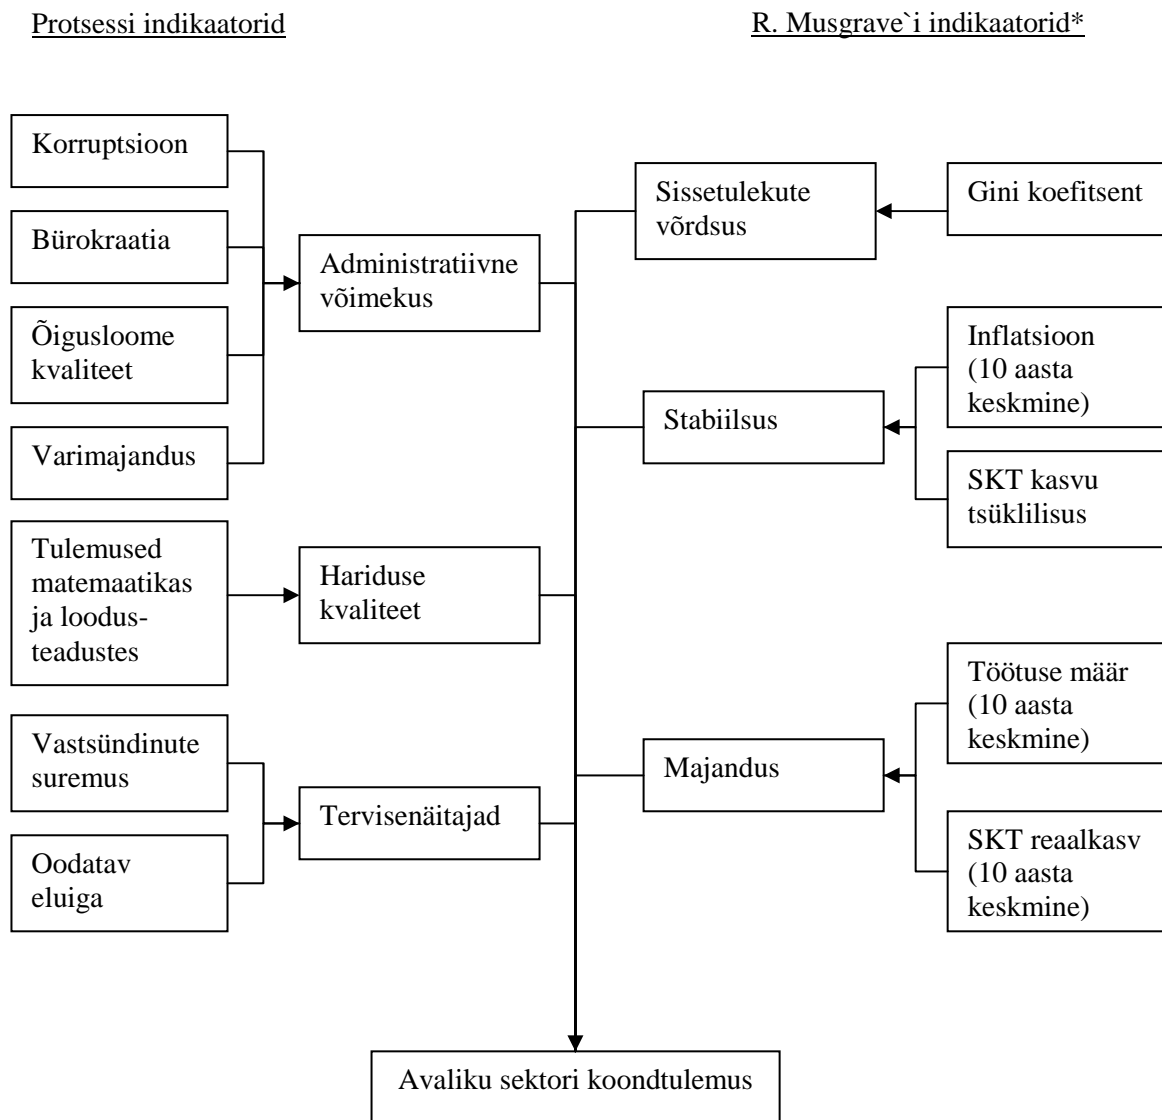 Protsessi indikaatorid
R. Musgrave`i indikaatorid*
Korruptsioon
Bürokraatia
Õigusloome
kvaliteet
Varimajandus
Administratiivne
võimekus
Tulemused
matemaatikas
ja loodus-
teadustes
Hariduse
kvaliteet
Vastsündinute
suremus
Oodatav
eluiga
Tervisenäitajad
Sissetulekute
võrdsus
Gini koefitsent
Stabiilsus
Inflatsioon
(10 aasta
keskmine)
SKT kasvu
tsüklilisus
Majandus
Töötuse määr
(10 aasta
keskmine)
SKT reaalkasv
(10 aasta
keskmine)
Avaliku sektori koondtulemus